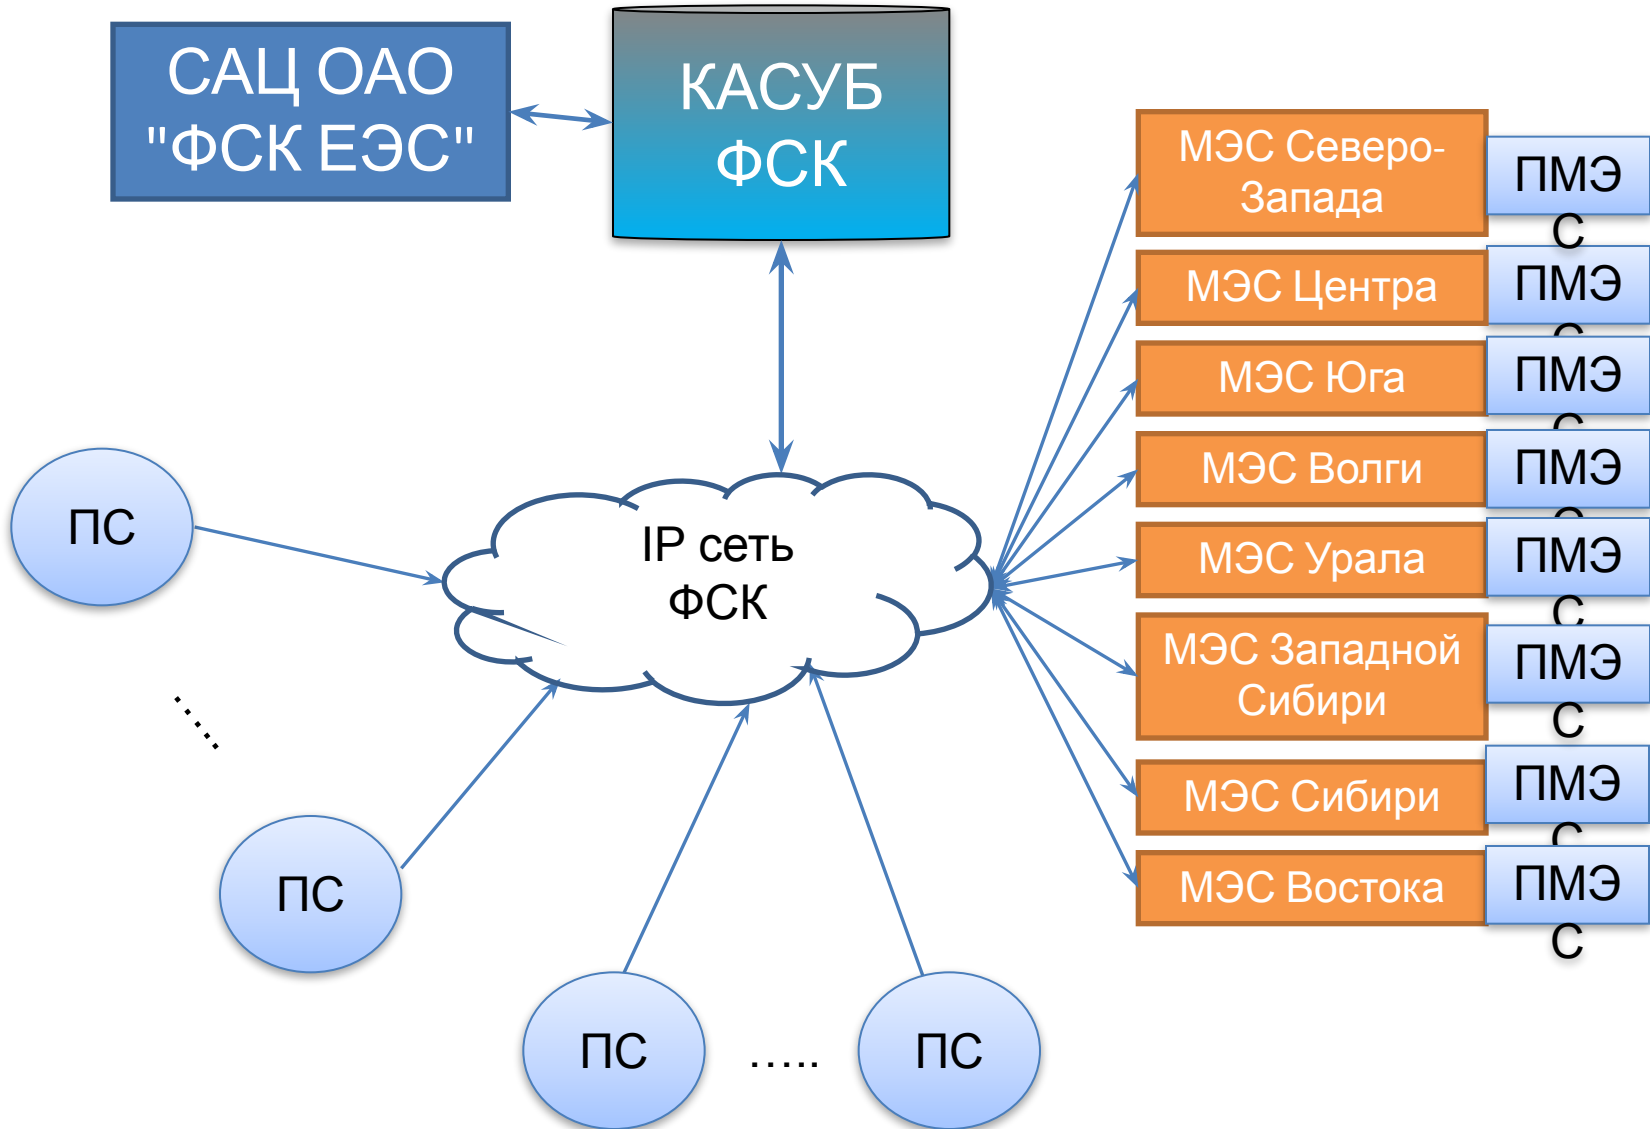 САЦ ОАО
"ФСК ЕЭС"
КАСУБ
ФСК
МЭС Северо-
Запада
ПМЭ
С
МЭС Центра
ПМЭ
С
МЭС Юга
ПМЭ
С
МЭС Волги
ПМЭ
С
МЭС Урала
ПМЭ
С
МЭС Западной
Сибири
ПМЭ
С
МЭС Сибири
ПМЭ
С
МЭС Востока
ПМЭ
С
IP сеть
ФСК
ПС
.....
ПС
ПС
.....
ПС